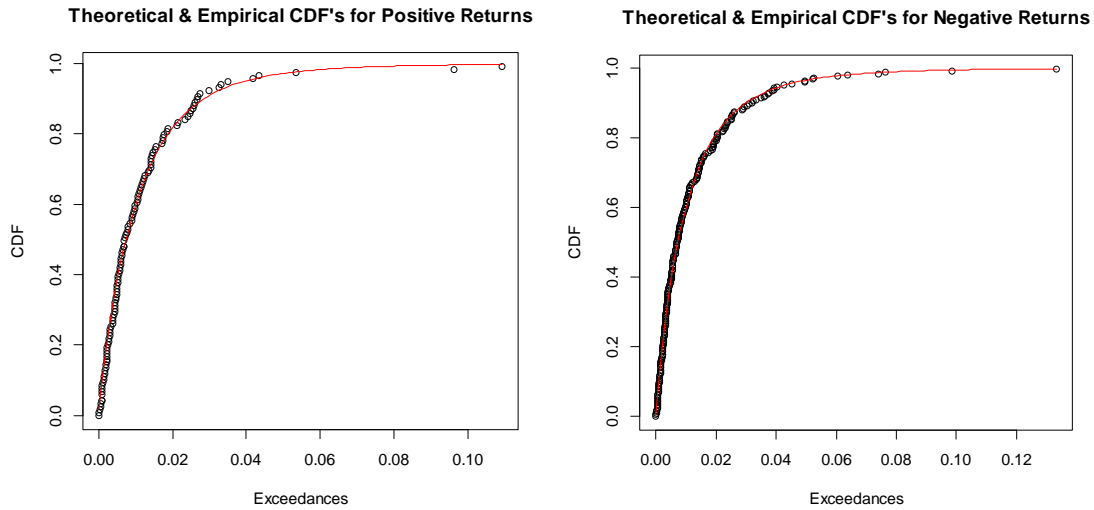 Theoretical & Empirical CDF's for Positive Returns
CDF
0.0 0.2 0.4 0.6 0.8 1.0
0.00 0.02 0.04 0.06 0.08 0.10
Exceedances
Theoretical & Empirical CDF's for Negative Returns
CDF
0.0 0.2 0.4 0.6 0.8 1.0
0.00 0.02 0.04 0.06 0.08 0.10 0.12
Exceedances